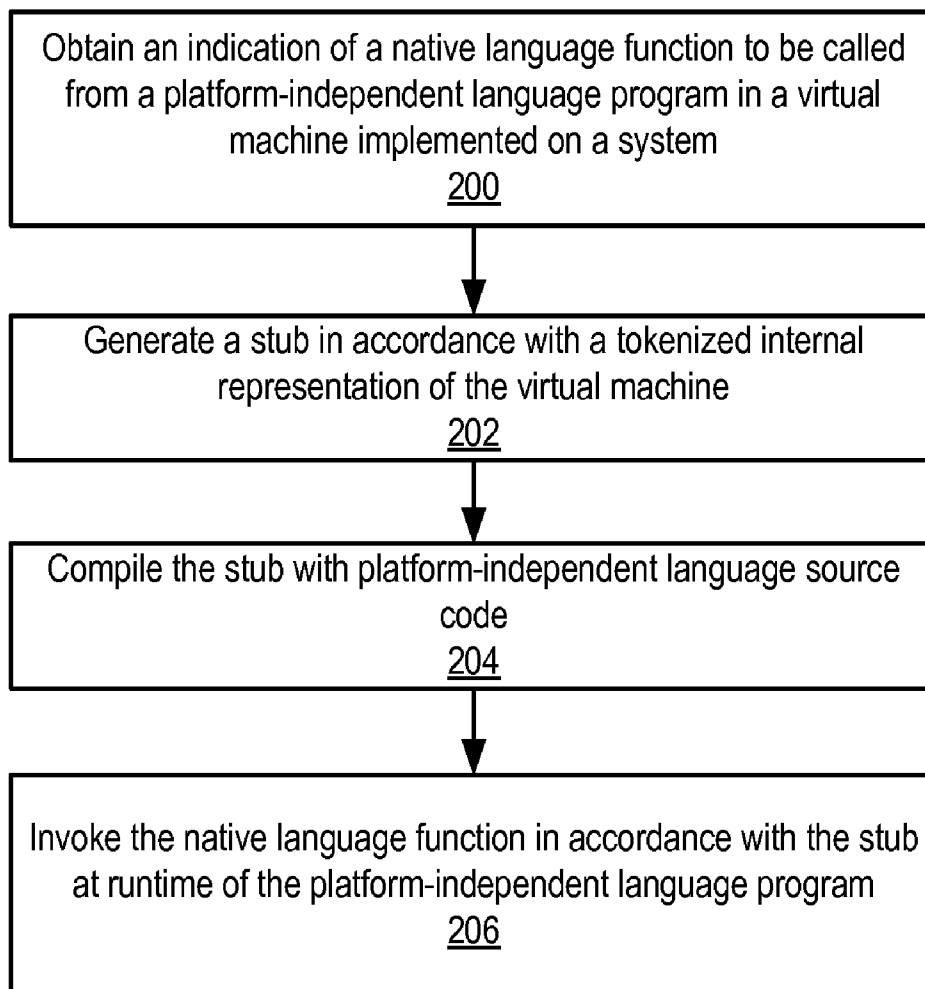 Obtain an indication of a native language function to be called
from a platform-independent language program in a virtual
machine implemented on a system
200
Generate a stub in accordance with a tokenized internal
representation of the virtual machine
202
Compile the stub with platform-independent language source
code
204
Invoke the native language function in accordance with the stub
at runtime of the platform-independent language program
206